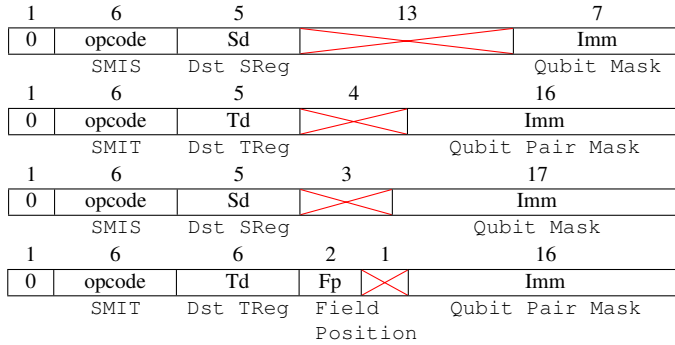 1 6 5 13 7
0 opcode Sd Imm
SMIS Dst SReg Qubit Mask
1 6 5 4 16
0 opcode Td Imm
SMIT Dst TReg Qubit Pair Mask
1 6 5 3 17
0 opcode Sd Imm
SMIS Dst SReg Qubit Mask
1 6 6 2 1 16
0 opcode Td Fp Imm
SMIT Dst TReg Field Qubit Pair Mask
Position